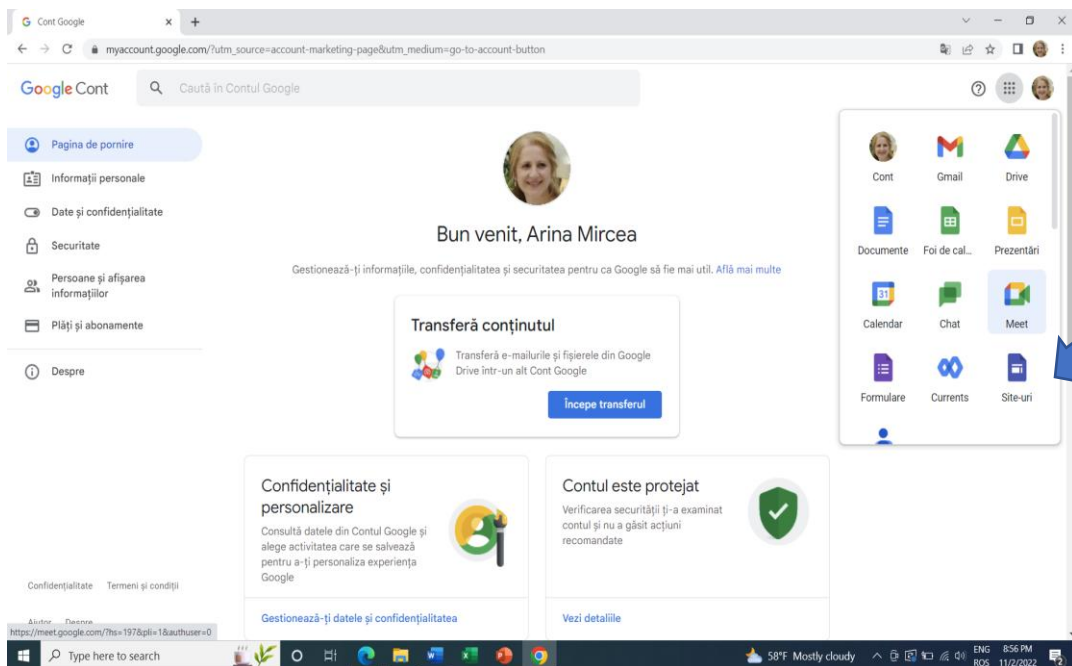 Cont Google
myaccount.google.com/?utm_source=account-marketing-page&utm_medium=go-to-account-button
Google Cont
Caută în Contul Google
Pagina de pornire
Informații personale
Date și confidențialitate
Securitate
Persoane și afișarea
informațiilor
Plăți și abonamente
Despre
Bun venit, Arina Mircea
Gestionează-ți informațiile, confidențialitatea și securitatea pentru ca Google să fie mai util. Află mai multe
Transferă conținutul
Transferă e-mailurile și fișierele din Google
Drive într-un alt Cont Google
Începe transferul
Confidențialitate și
personalizare
Consultă datele din Contul Google și
alege activitatea care se salvează
pentru a-ți personaliza experiența
Google
Gestionează-ți datele și confidențialitatea
Contul este protejat
Verificarea securității ți-a examinat
contul și nu a găsit acțiuni
recomandate
Vezi detaliile
Cont Gmail Drive
Documente Foi de cal... Prezentări
31
Calendar Chat Meet
Formulare Currents Site-uri
Confidențialitate Termeni și condiții
Ajutor Despre
https://meet.google.com/?hs=197&pli=1&authuser=0
Type here to search
58°F Mostly cloudy
ENG 8:56 PM
ROS 11/2/2022
2